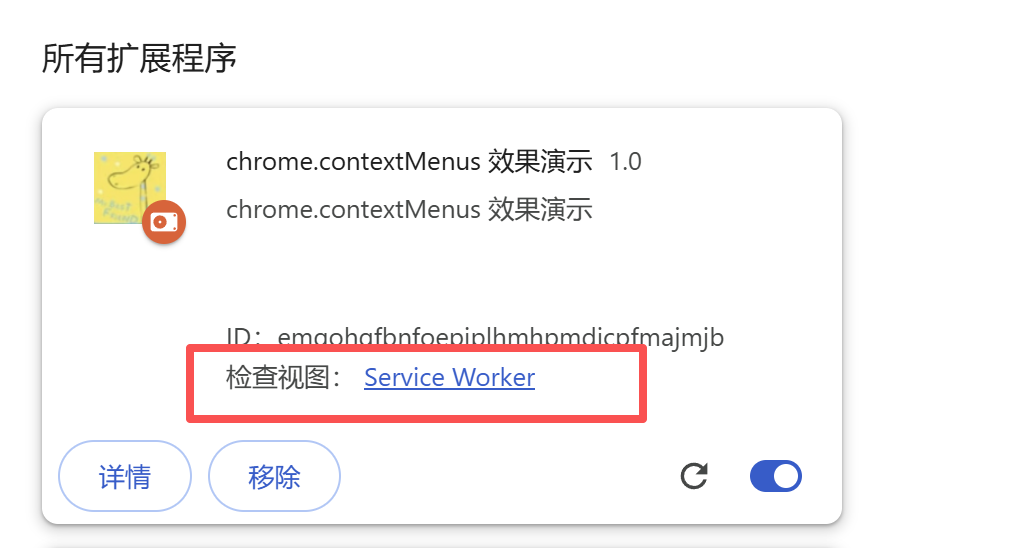 所有扩展程序
chrome.contextMenus 效果演示 1.0
chrome.contextMenus 效果演示
ID： emgohgfbnfoepjplhmhpmdjcpfmajmjb
检查视图： Service Worker
详情
移除